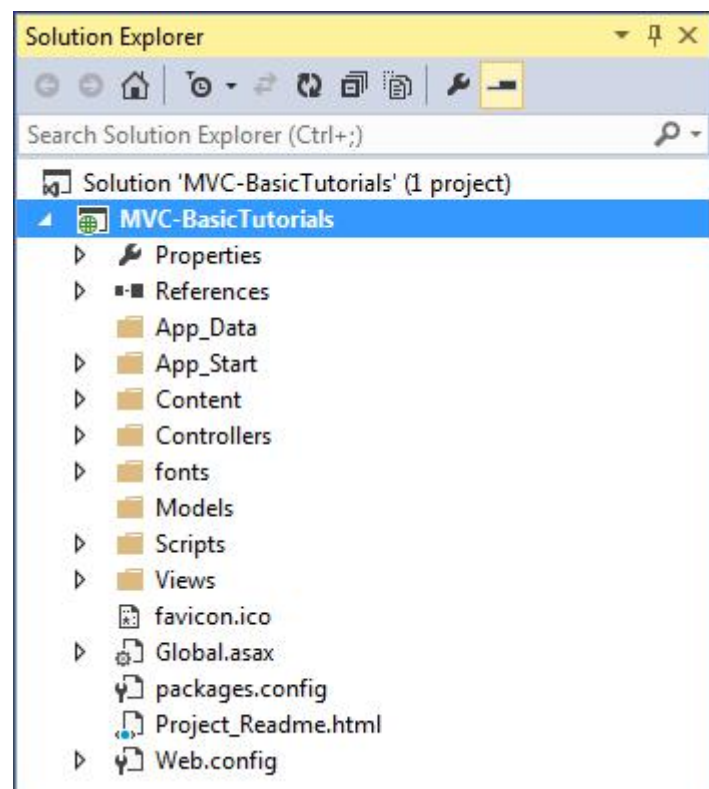 Solution Explorer
Search Solution Explorer (Ctrl+;)
Solution 'MVC-BasicTutorials' (1 project)
MVC-BasicTutorials
Properties
References
App_Data
App_Start
Content
Controllers
fonts
Models
Scripts
Views
favicon.ico
Global.asax
packages.config
Project_Readme.html
Web.config